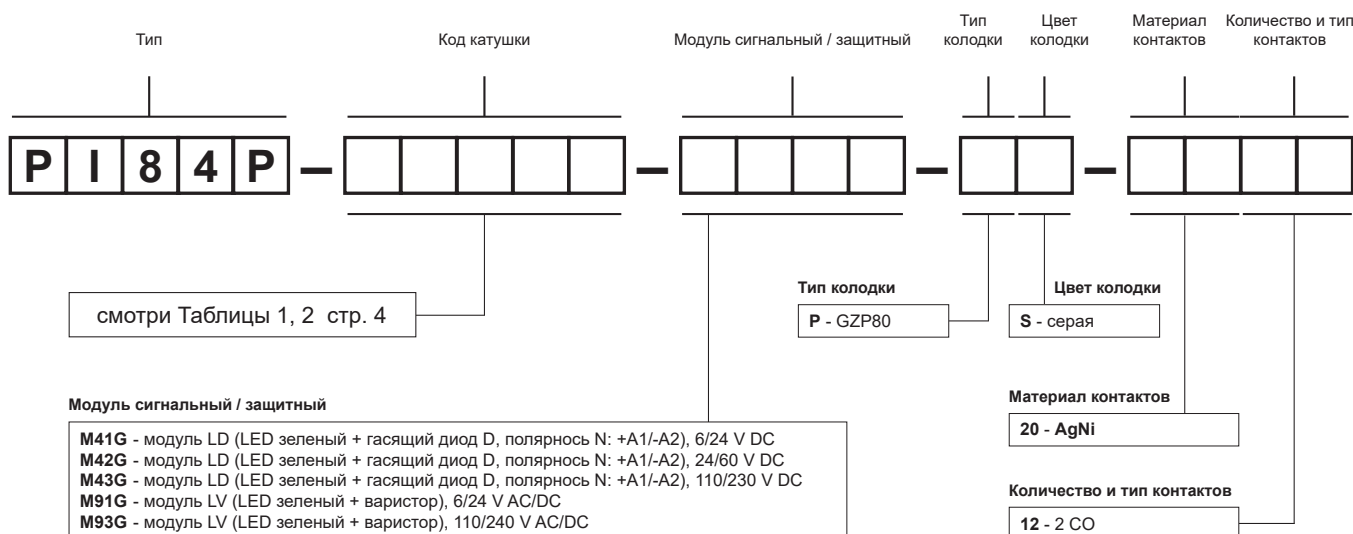 Тип
Код катушки
Модуль сигнальный / защитный
Тип колодки
Цвет колодки
Материал контактов
Количество и тип контактов
P I 8 4 P – – – –
смотри Таблицы 1, 2 стр. 4
Тип колодки
P - GZP80
Цвет колодки
S - серая
Модуль сигнальный / защитный
M41G - модуль LD (LED зеленый + гасящий диод D, полярнось N: +A1/-A2), 6/24 V DC
M42G - модуль LD (LED зеленый + гасящий диод D, полярнось N: +A1/-A2), 24/60 V DC
M43G - модуль LD (LED зеленый + гасящий диод D, полярнось N: +A1/-A2), 110/230 V DC
M91G - модуль LV (LED зеленый + варистор), 6/24 V AC/DC
M93G - модуль LV (LED зеленый + варистор), 110/240 V AC/DC
Материал контактов
20 - AgNi
Количество и тип контактов
12 - 2 CO